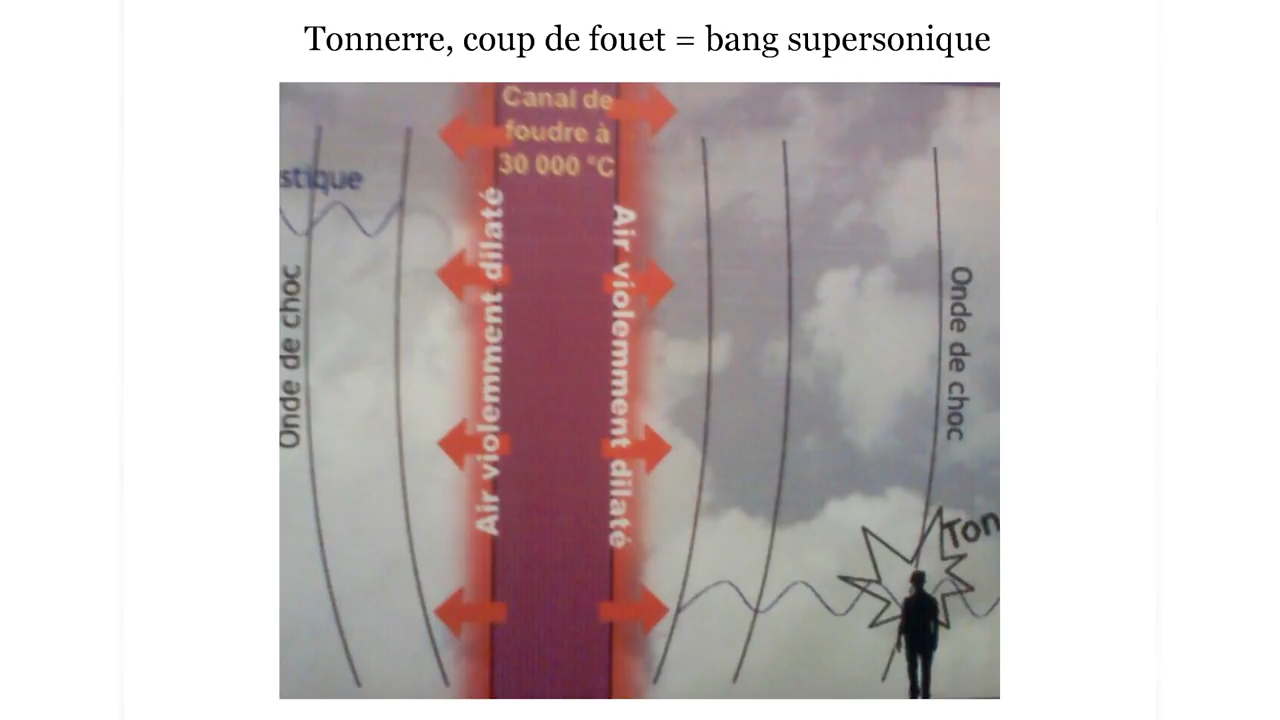 Tonnerre, coup de fouet = bang supersonique
Canal de
foudre à
30 000 °C
stique
Onde de choc
Air violemment dilaté
Air violemment dilaté
Onde de choc
Ton